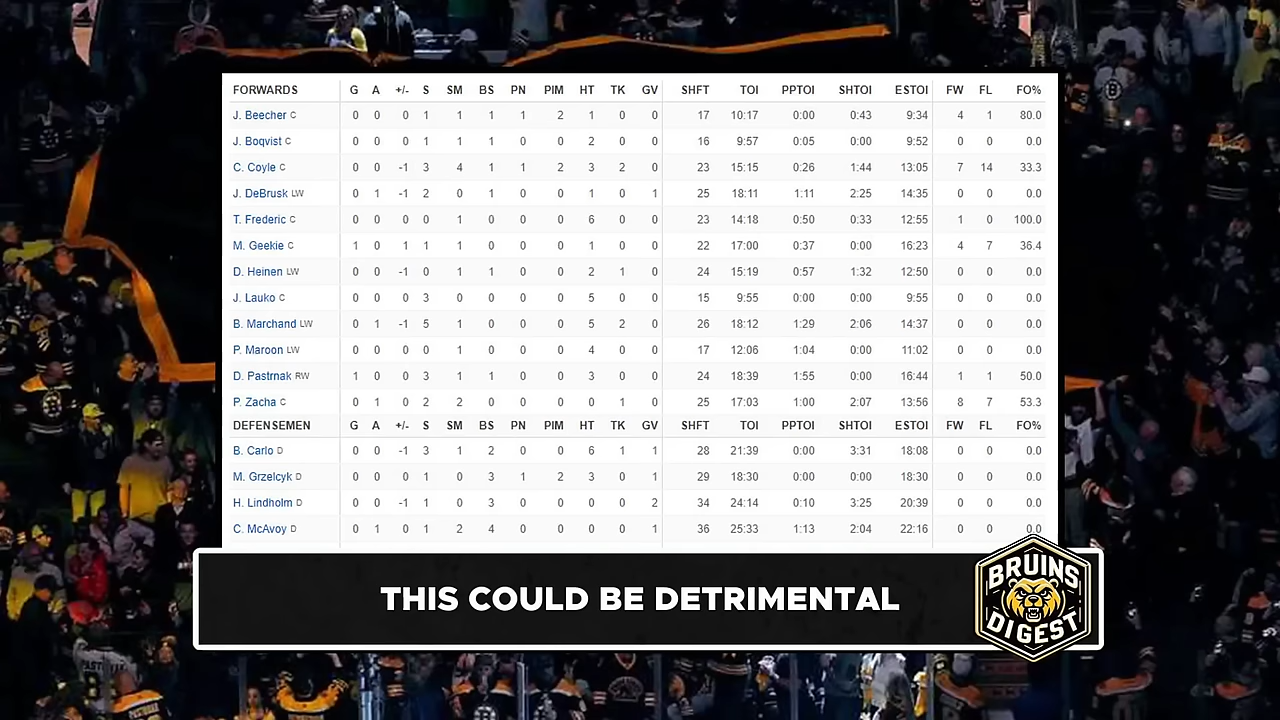 FORWARDS G A +/- S SM BS PN PIM HT TK GV SHFT TOI PPTOI SHTOI ESTOI FW FL FO%
J. Beecher C 0 0 0 1 1 1 1 2 1 0 0 17 10:17 0:00 0:43 9:34 4 1 80.0
J. Boqvist C 0 0 0 1 1 1 0 0 2 0 0 16 9:57 0:05 0:00 9:52 0 0 0.0
C. Coyle C 0 0 -1 3 4 1 1 2 3 2 0 23 15:15 0:26 1:44 13:05 7 14 33.3
J. DeBrusk LW 0 1 -1 2 0 1 0 0 1 0 1 25 18:11 1:11 2:25 14:35 0 0 0.0
T. Frederic C 0 0 0 0 1 0 0 0 6 0 0 23 14:18 0:50 0:33 12:55 1 0 100.0
M. Geekie C 1 0 1 1 1 0 0 0 1 0 0 22 17:00 0:37 0:00 16:23 4 7 36.4
D. Heinen LW 0 0 -1 0 1 1 0 0 2 1 0 24 15:19 0:57 1:32 12:50 0 0 0.0
J. Lauko C 0 0 0 3 0 0 0 0 5 0 0 15 9:55 0:00 0:00 9:55 0 0 0.0
B. Marchand LW 0 1 -1 5 1 0 0 0 5 2 0 26 18:12 1:29 2:06 14:37 0 0 0.0
P. Maroon LW 0 0 0 0 1 0 0 0 4 0 0 17 12:06 1:04 0:00 11:02 0 0 0.0
D. Pastrnak RW 1 0 0 3 1 1 0 0 3 0 0 24 18:39 1:55 0:00 16:44 1 1 50.0
P. Zacha C 0 1 0 2 2 0 0 0 0 1 0 25 17:03 1:00 2:07 13:56 8 7 53.3
DEFENSEMEN G A +/- S SM BS PN PIM HT TK GV SHFT TOI PPTOI SHTOI ESTOI FW FL FO%
B. Carlo D 0 0 -1 3 1 2 0 0 6 1 1 28 21:39 0:00 3:31 18:08 0 0 0.0
M. Grzelcyk D 0 0 0 1 0 3 1 2 3 0 1 29 18:30 0:00 0:00 18:30 0 0 0.0
H. Lindholm D 0 0 -1 1 0 3 0 0 0 0 2 34 24:14 0:10 3:25 20:39 0 0 0.0
C. McAvoy D 0 1 0 1 2 4 0 0 0 0 1 36 25:33 1:13 2:04 22:16 0 0 0.0
THIS COULD BE DETRIMENTAL
BRUINS
DIGEST